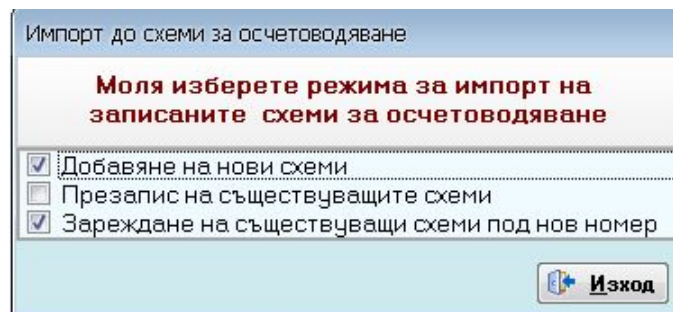 Импорт до схеми за осчетоводяване
Моля изберете режима за импорт на
записаните схеми за осчетоводяване
Добавяне на нови схеми
Презапис на съществуващите схеми
Зареждане на съществуващи схеми под нов номер
Изход